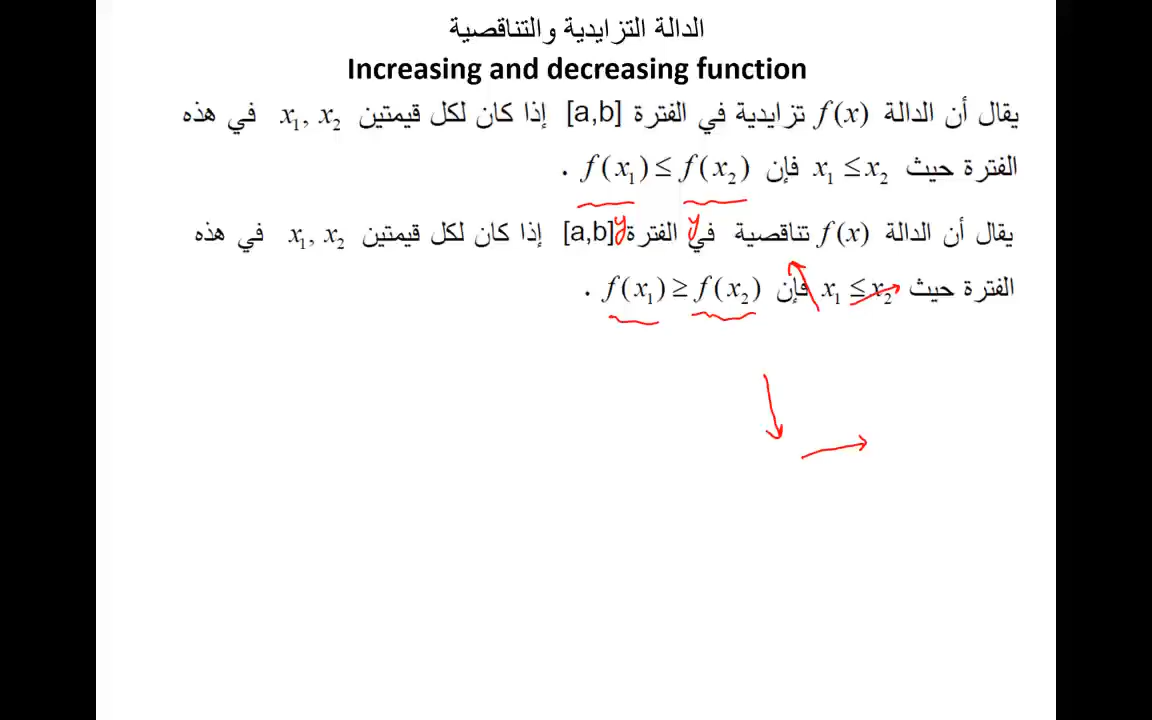 الدالة التزايدية والتناقصية
Increasing and decreasing function
يقال أن الدالة f(x) تزايدية في الفترة [a,b] إذا كان لكل قيمتين x₁, x₂ في هذه
الفترة حيث x₁ ≤ x₂ فإن f(x₁) ≤ f(x₂) .
y y
يقال أن الدالة f(x) تناقصية في الفترة [a,b] إذا كان لكل قيمتين x₁, x₂ في هذه
الفترة حيث x₁ ≤ x₂ فإن f(x₁) ≥ f(x₂) .